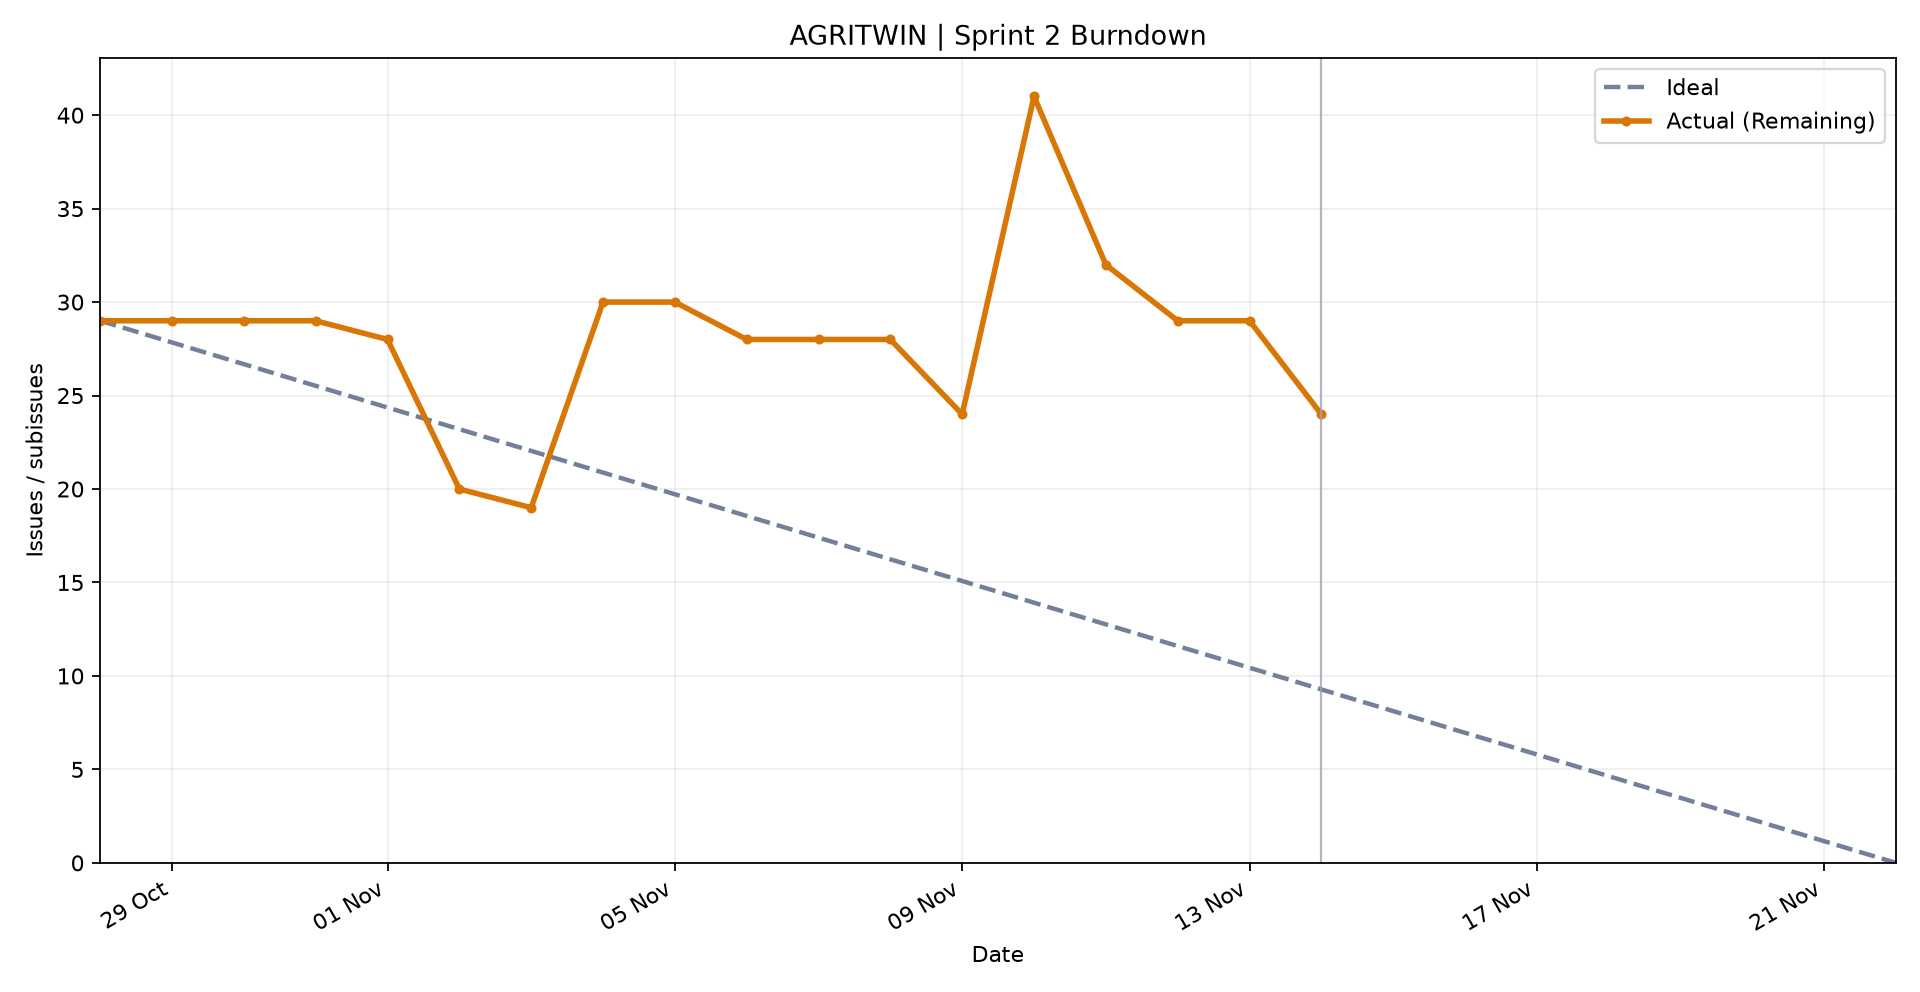 AGRITWIN | Sprint 2 Burndown
Ideal
Actual (Remaining)
Issues / subissues
40
35
30
25
20
15
10
5
0
29 Oct
01 Nov
05 Nov
09 Nov
13 Nov
17 Nov
21 Nov
Date